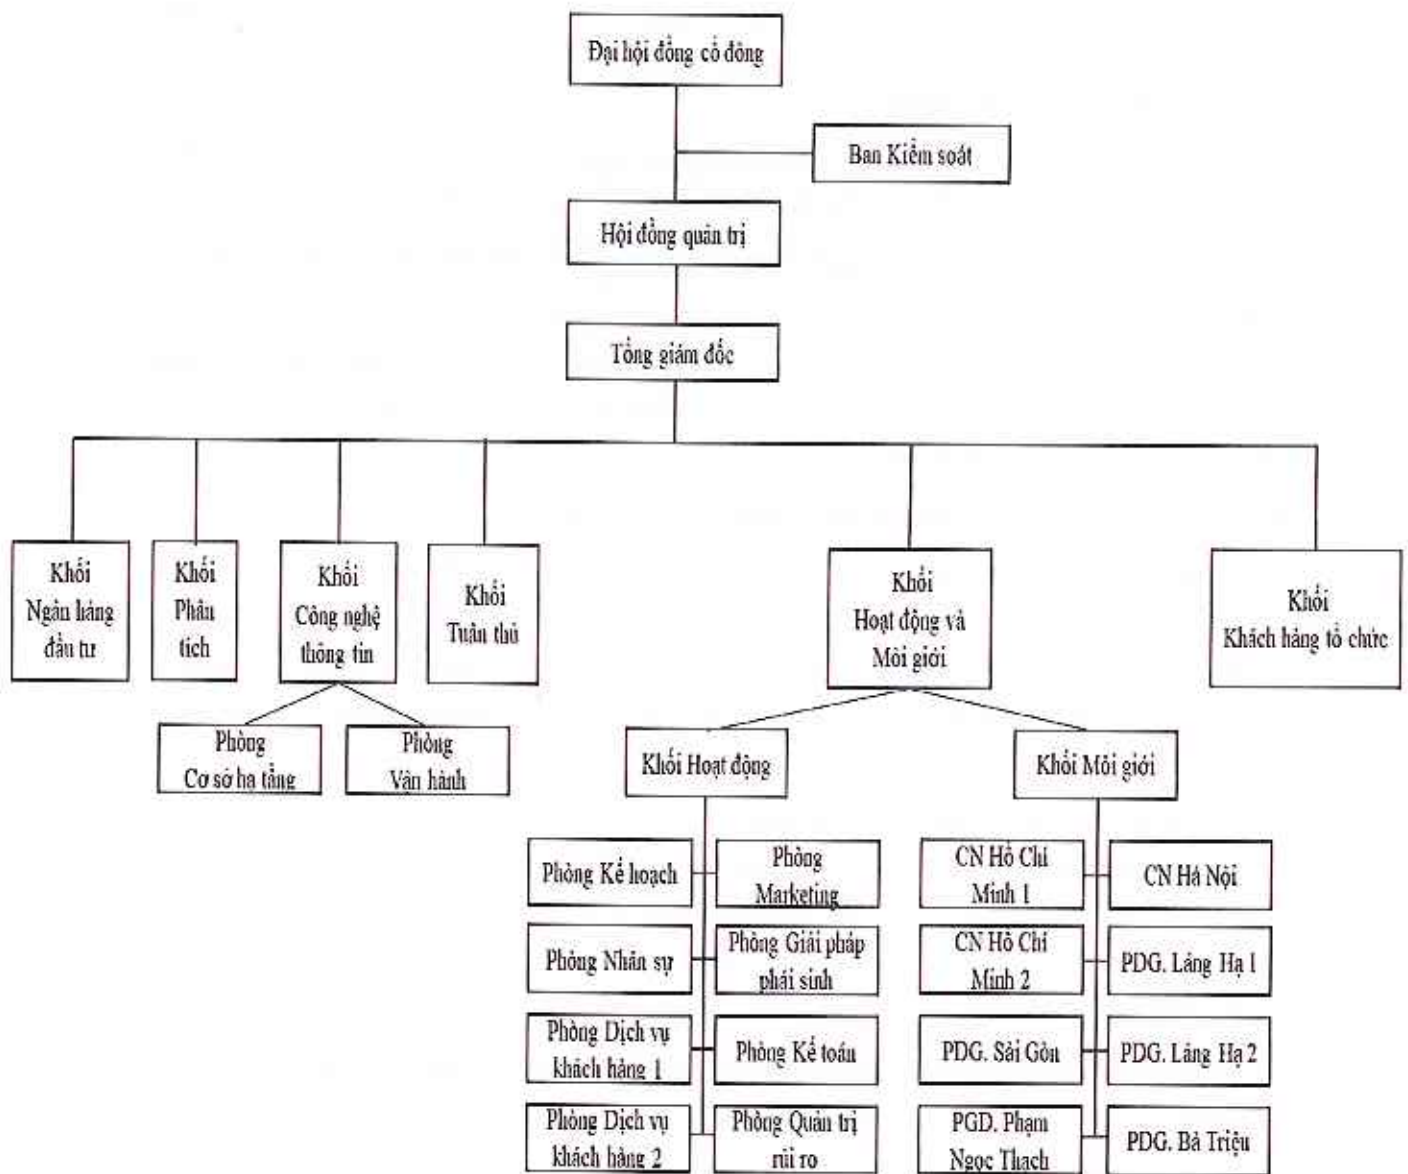 Đại hội đồng cổ đông
Ban Kiểm soát
Hội đồng quản trị
Tổng giám đốc
Khối
Ngân hàng
đầu tư
Khối
Phân
tích
Khối
Công nghệ
thông tin
Khối
Tuân thủ
Khối
Hoạt động và
Môi giới
Khối
Khách hàng tổ chức
Phòng
Cơ sở hạ tầng
Phòng
Vận hành
Khối Hoạt động
Khối Môi giới
Phòng Kế hoạch
Phòng
Marketing
CN Hồ Chí
Minh 1
CN Hà Nội
Phòng Nhân sự
Phòng Giải pháp
phái sinh
CN Hồ Chí
Minh 2
PDG. Láng Hạ 1
Phòng Dịch vụ
khách hàng 1
Phòng Kế toán
PDG. Sài Gòn
PDG. Láng Hạ 2
Phòng Dịch vụ
khách hàng 2
Phòng Quản trị
rủi ro
PGD. Phạm
Ngọc Thạch
PDG. Bà Triệu